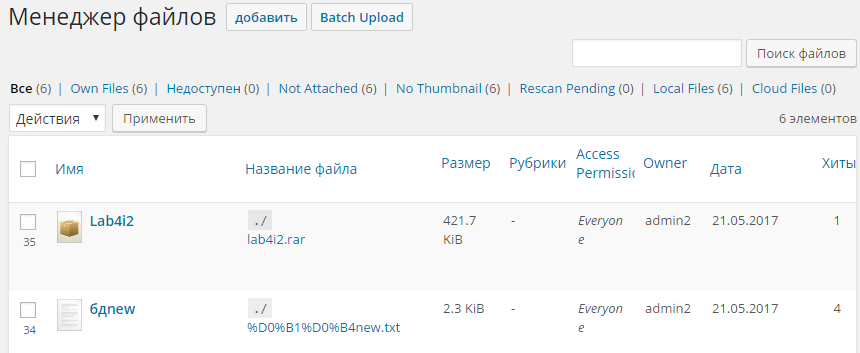 Менеджер файлов добавить Batch Upload
Поиск файлов
Все (6) | Own Files (6) | Недоступен (0) | Not Attached (6) | No Thumbnail (6) | Rescan Pending (0) | Local Files (6) | Cloud Files (0)
Действия Применить 6 элементов
Имя Название файла Размер Рубрики Access Owner Дата Хиты
Permissic
Lab4i2 ./ 421.7 - Everyon admin2 21.05.2017 1
35 lab4i2.rar KiB e
бдnew ./ 2.3 KiB - Everyon admin2 21.05.2017 4
34 %D0%B1%D0%B4new.txt e